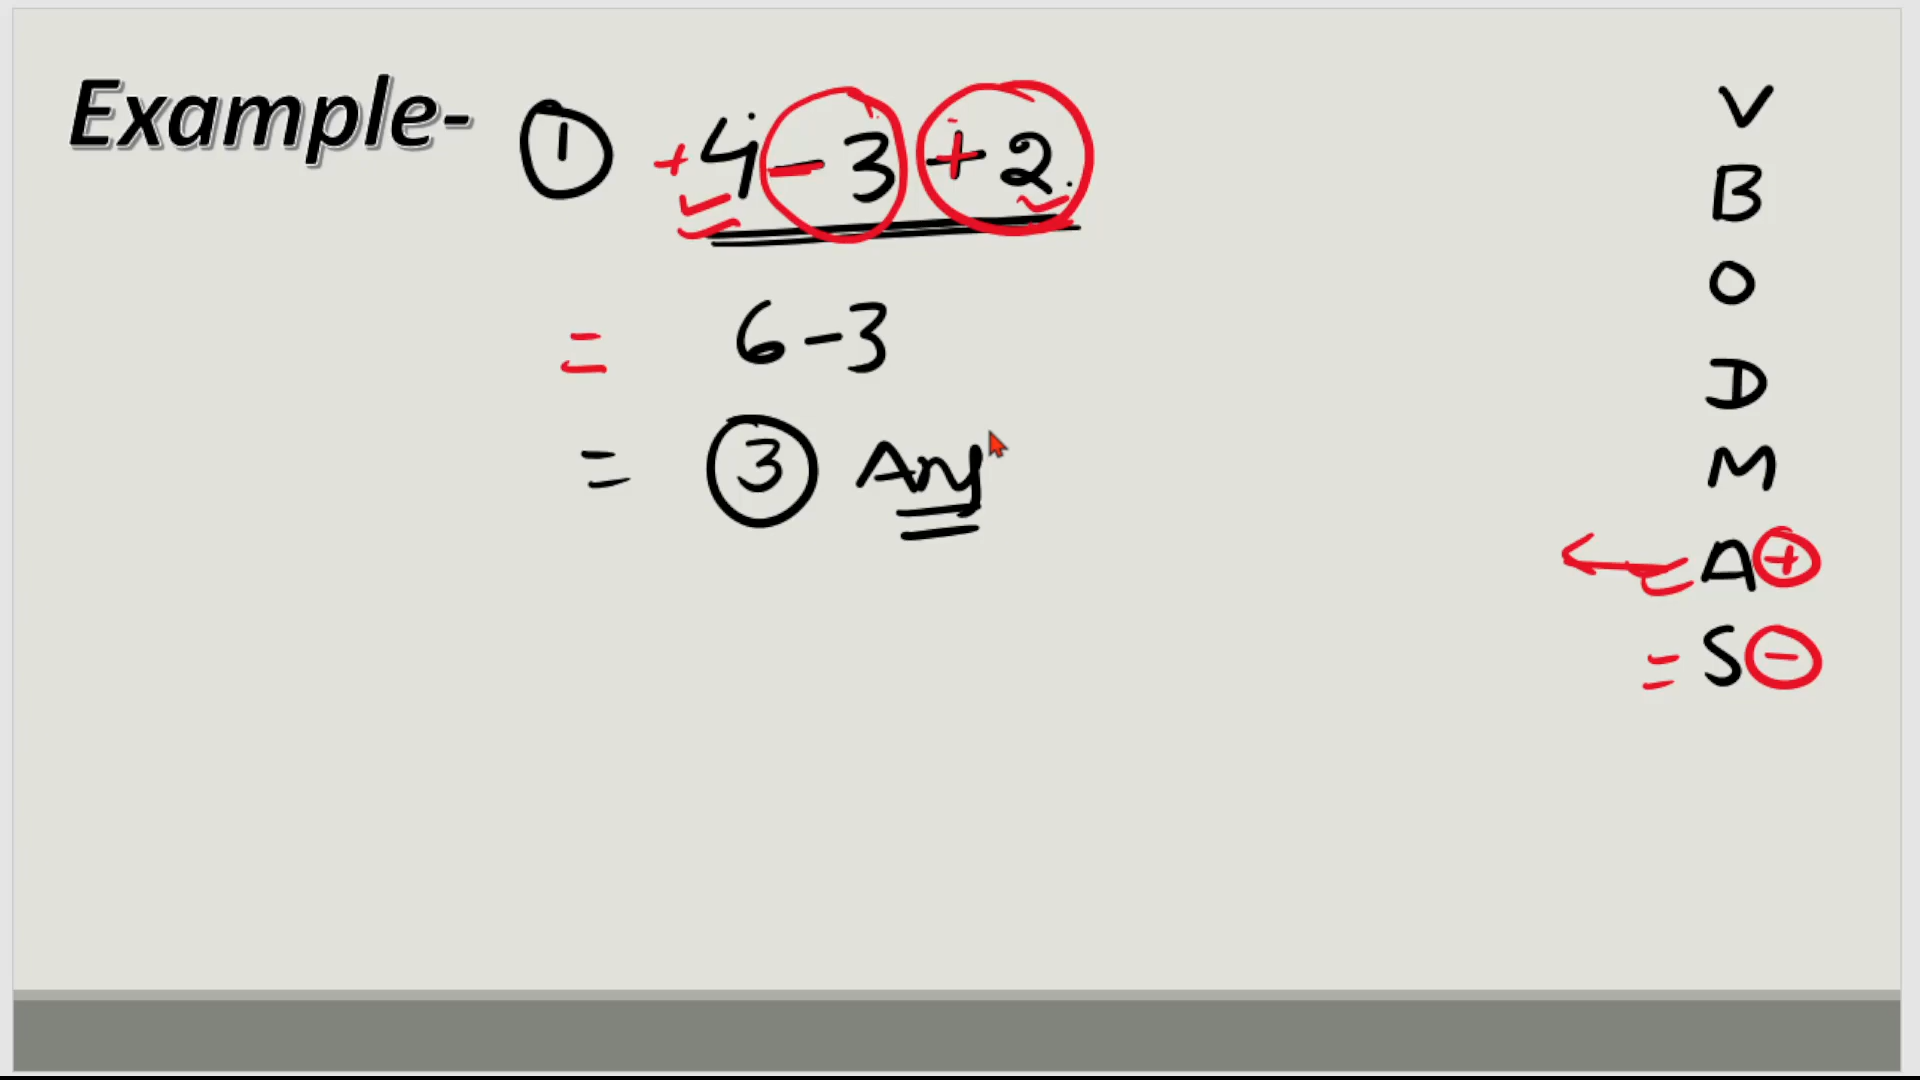 Example- ① +4 - 3 + 2
= 6 - 3
= 3 Ans
V
B
O
D
M
A +
S -